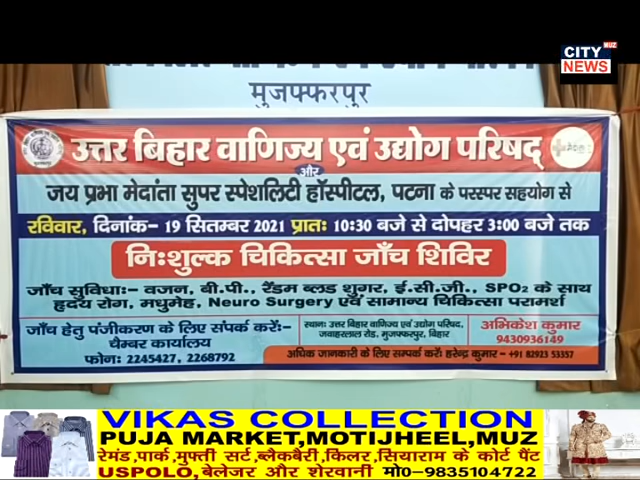 CITY MUZ
NEWS
मुजफ्फरपुर
उत्तर बिहार वाणिज्य एवं उद्योग परिषद्
और
जय प्रभा मेदांता सुपर स्पेशलिटी हॉस्पीटल, पटना के परस्पर सहयोग से
रविवार, दिनांक- 19 सितम्बर 2021 प्रातः 10:30 बजे से दोपहर 3:00 बजे तक
निःशुल्क चिकित्सा जाँच शिविर
जाँच सुविधाः- वजन, बी.पी., रैंडम ब्लड शुगर, ई.सी.जी., SPO2 के साथ
हृदय रोग, मधुमेह, Neuro Surgery एवं सामान्य चिकित्सा परामर्श
जाँच हेतु पंजीकरण के लिए संपर्क करेंः-
चैम्बर कार्यालय
फोनः 2245427, 2268792
स्थानः उत्तर बिहार वाणिज्य एवं उद्योग परिषद,
जवाहरलाल रोड, मुजफ्फरपुर, बिहार
अभिकेश कुमार
9430936149
अधिक जानकारी के लिए सम्पर्क करेंः हरेन्द्र कुमार - +91 82923 53357
VIKAS COLLECTION
PUJA MARKET,MOTIJHEEL,MUZ
रेमंड,पार्क,मुफ्ती सर्ट,ब्लैकबैरी,किलर,सियाराम के कोर्ट पैंट
USPOLO,बेलेजर और शेरवानी मो0-9835104722